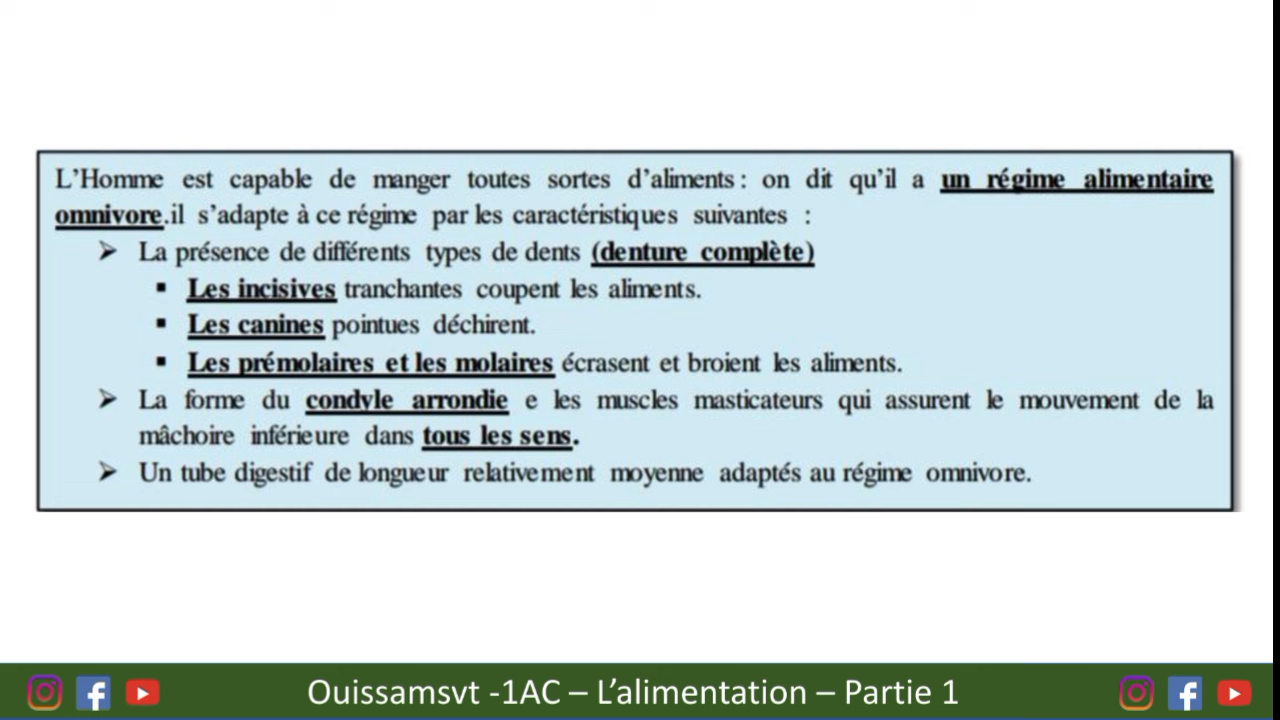 L'Homme est capable de manger toutes sortes d'aliments : on dit qu'il a un régime alimentaire
omnivore.il s'adapte à ce régime par les caractéristiques suivantes :
➢ La présence de différents types de dents (denture complète)
▪ Les incisives tranchantes coupent les aliments.
▪ Les canines pointues déchirent.
▪ Les prémolaires et les molaires écrasent et broient les aliments.
➢ La forme du condyle arrondie e les muscles masticateurs qui assurent le mouvement de la
mâchoire inférieure dans tous les sens.
➢ Un tube digestif de longueur relativement moyenne adaptés au régime omnivore.
Ouissamsvt -1AC – L'alimentation – Partie 1